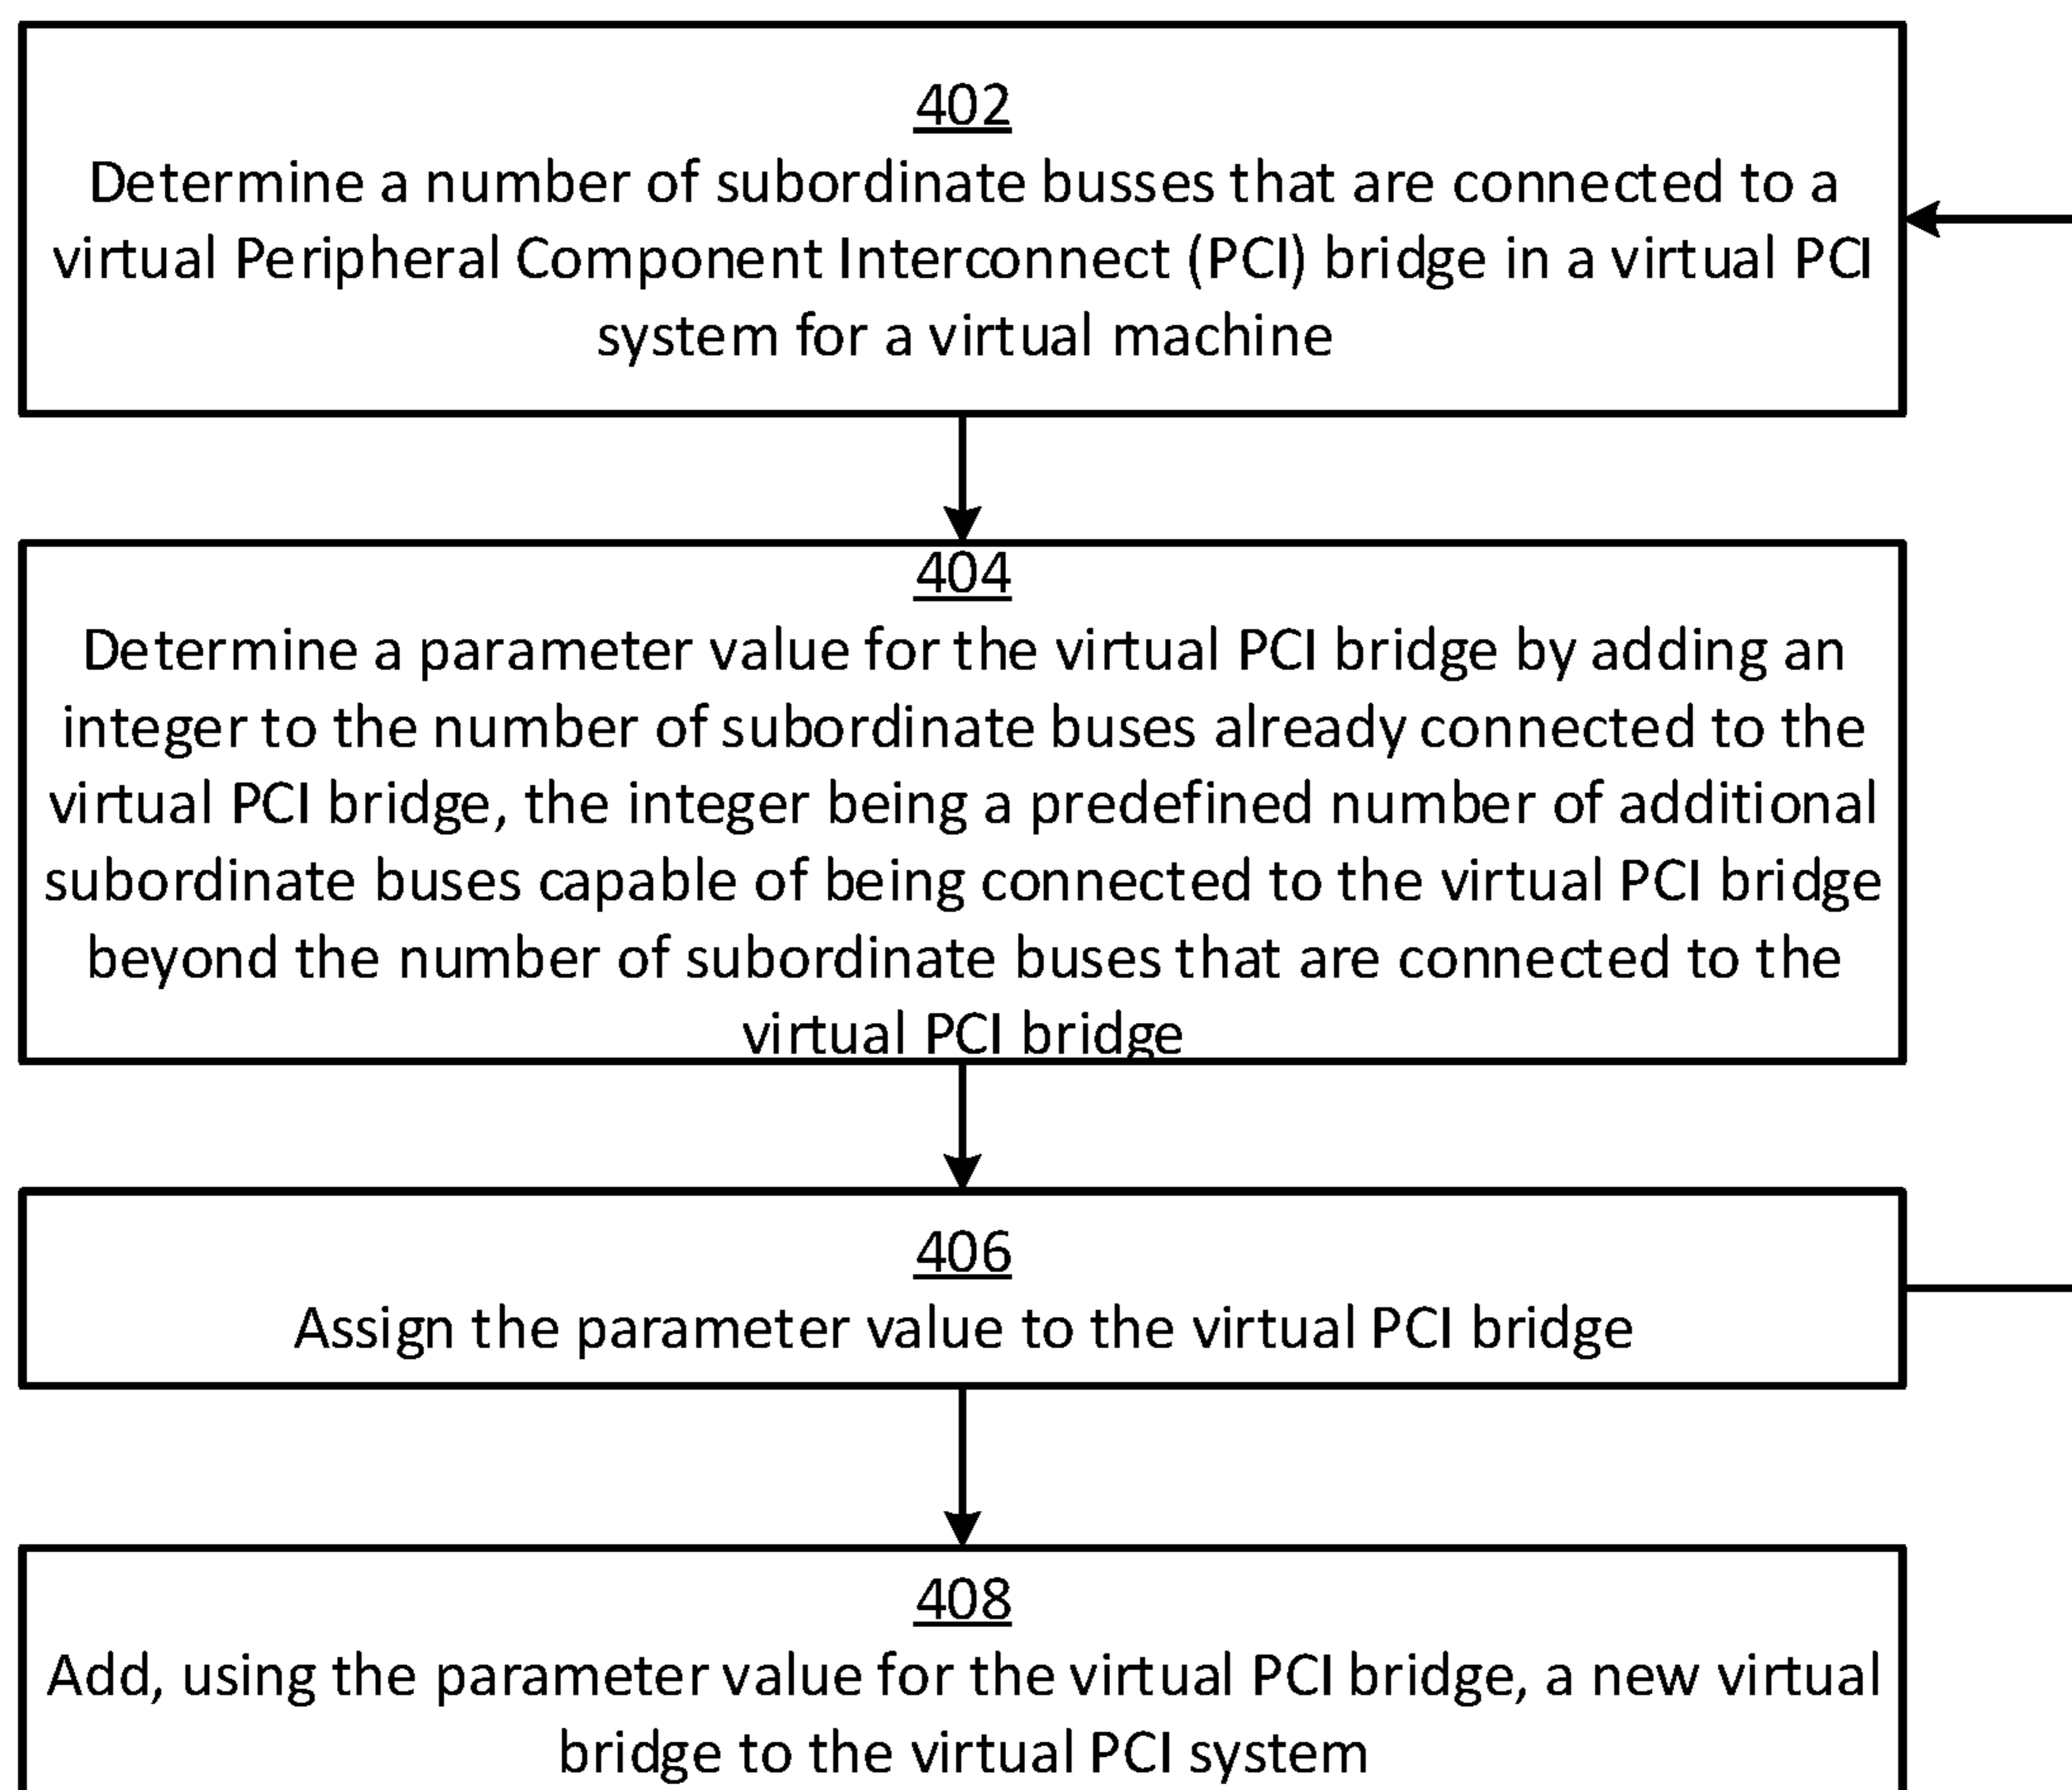 402
Determine a number of subordinate busses that are connected to a
virtual Peripheral Component Interconnect (PCI) bridge in a virtual PCI
system for a virtual machine
404
Determine a parameter value for the virtual PCI bridge by adding an
integer to the number of subordinate buses already connected to the
virtual PCI bridge, the integer being a predefined number of additional
subordinate buses capable of being connected to the virtual PCI bridge
beyond the number of subordinate buses that are connected to the
virtual PCI bridge
406
Assign the parameter value to the virtual PCI bridge
408
Add, using the parameter value for the virtual PCI bridge, a new virtual
bridge to the virtual PCI system